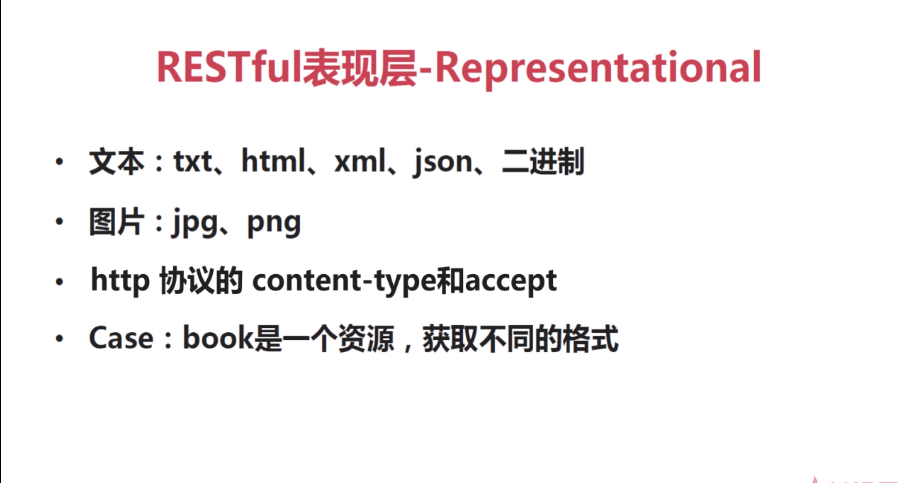 RESTful表现层-Representational
• 文本：txt、html、xml、json、二进制
• 图片：jpg、png
• http 协议的 content-type和accept
• Case：book是一个资源，获取不同的格式